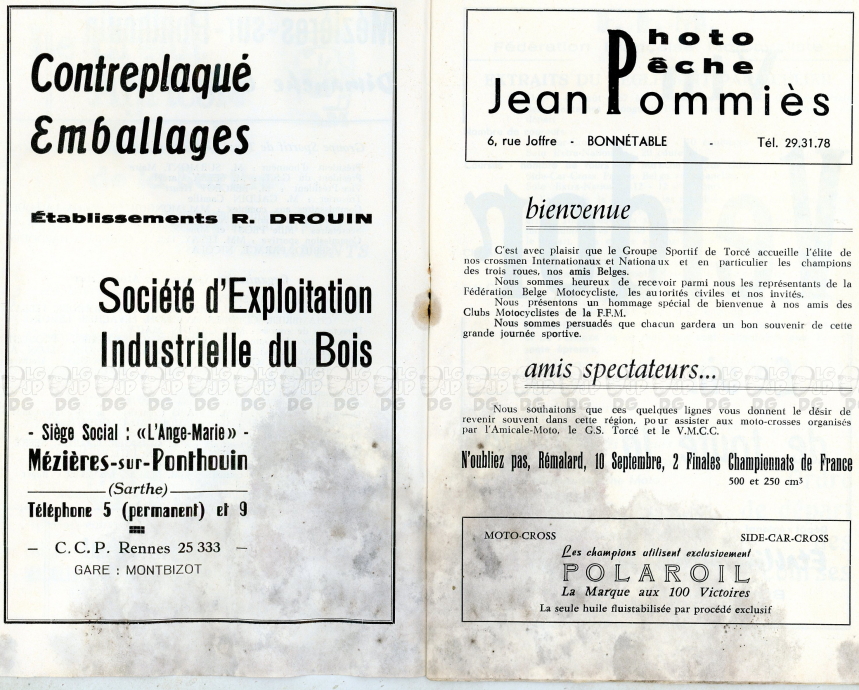 Contreplaqué
Emballages
Établissements R. DROUIN
Société d'Exploitation
Industrielle du Bois
- Siège Social : «L'Ange-Marie» -
Mézières-sur-Ponthouin
(Sarthe)
Téléphone 5 (permanent) et 9
- C.C.P. Rennes 25 333 -
GARE : MONTBIZOT
Photo
Pêche
Jean Pommiès
6, rue Joffre - BONNÉTABLE - Tél. 29.31.78
bienvenue
C'est avec plaisir que le Groupe Sportif de Torcé accueille l'élite de
nos crossmen Internationaux et Nationaux et en particulier les champions
des trois roues, nos amis Belges.
Nous sommes heureux de recevoir parmi nous les représentants de la
Fédération Belge Motocycliste, les autorités civiles et nos invités.
Nous présentons un hommage spécial de bienvenue à nos amis des
Clubs Motocyclistes de la F.F.M.
Nous sommes persuadés que chacun gardera un bon souvenir de cette
grande journée sportive.
amis spectateurs...
Nous souhaitons que ces quelques lignes vous donnent le désir de
revenir souvent dans cette région, pour assister aux moto-crosses organisés
par l'Amicale-Moto, le G.S. Torcé et le V.M.C.C.
N'oubliez pas, Rémalard, 10 Septembre, 2 Finales Championnats de France
500 et 250 cm³
MOTO-CROSS SIDE-CAR-CROSS
Les champions utilisent exclusivement
POLAROIL
La Marque aux 100 Victoires
La seule huile fluistabilisée par procédé exclusif